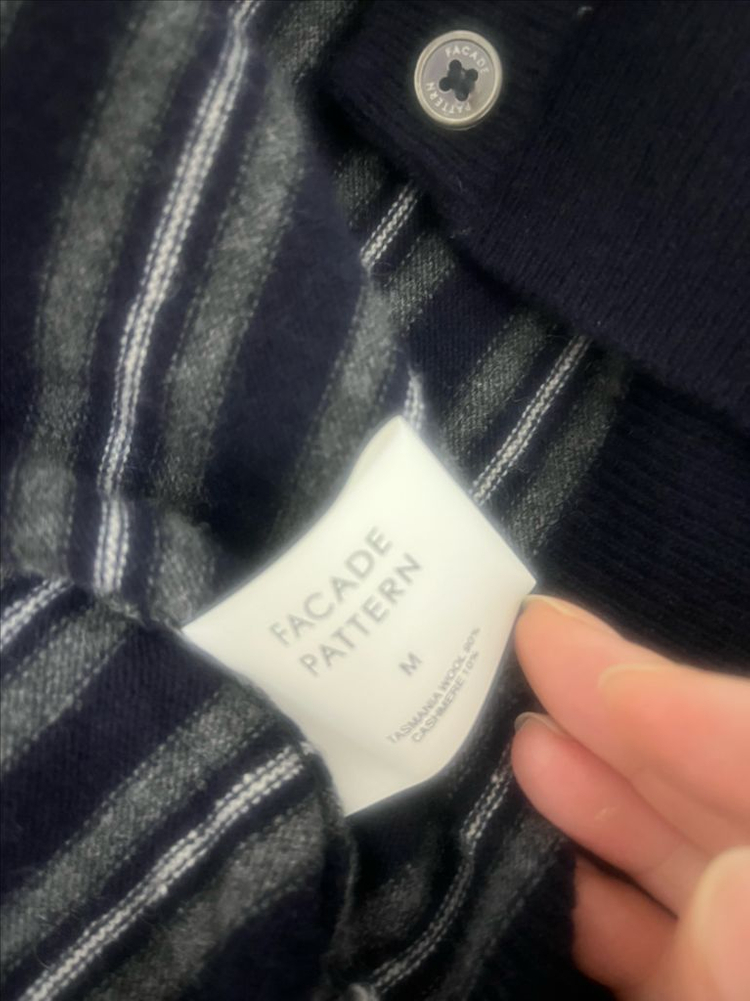 FACADE
PATTERN
FACADE
PATTERN
M
TASMANIA WOOL 90%
CASHMERE 10%